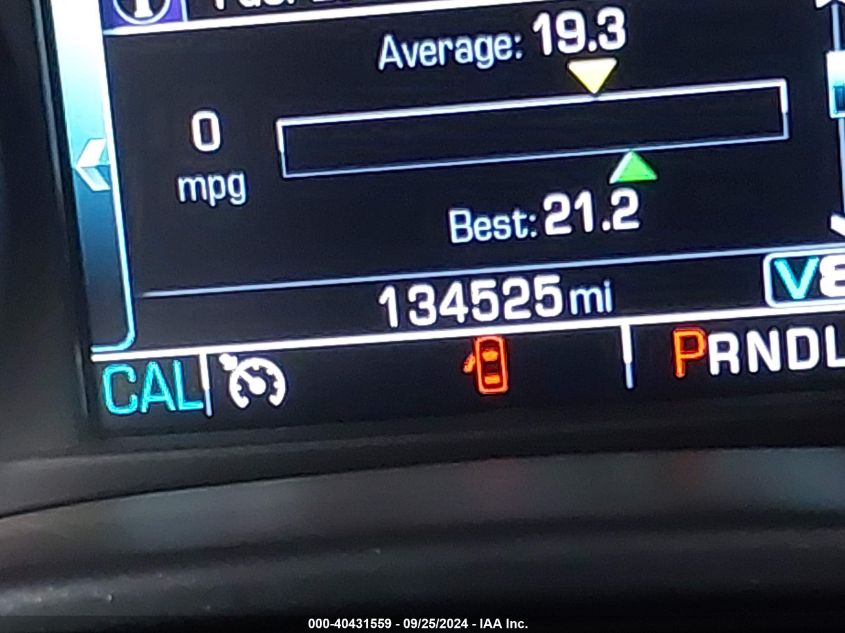 Average: 19.3
0
mpg
Best: 21.2
134525 mi
V8
CAL
PRNDL
000-40431559 - 09/25/2024 - IAA Inc.